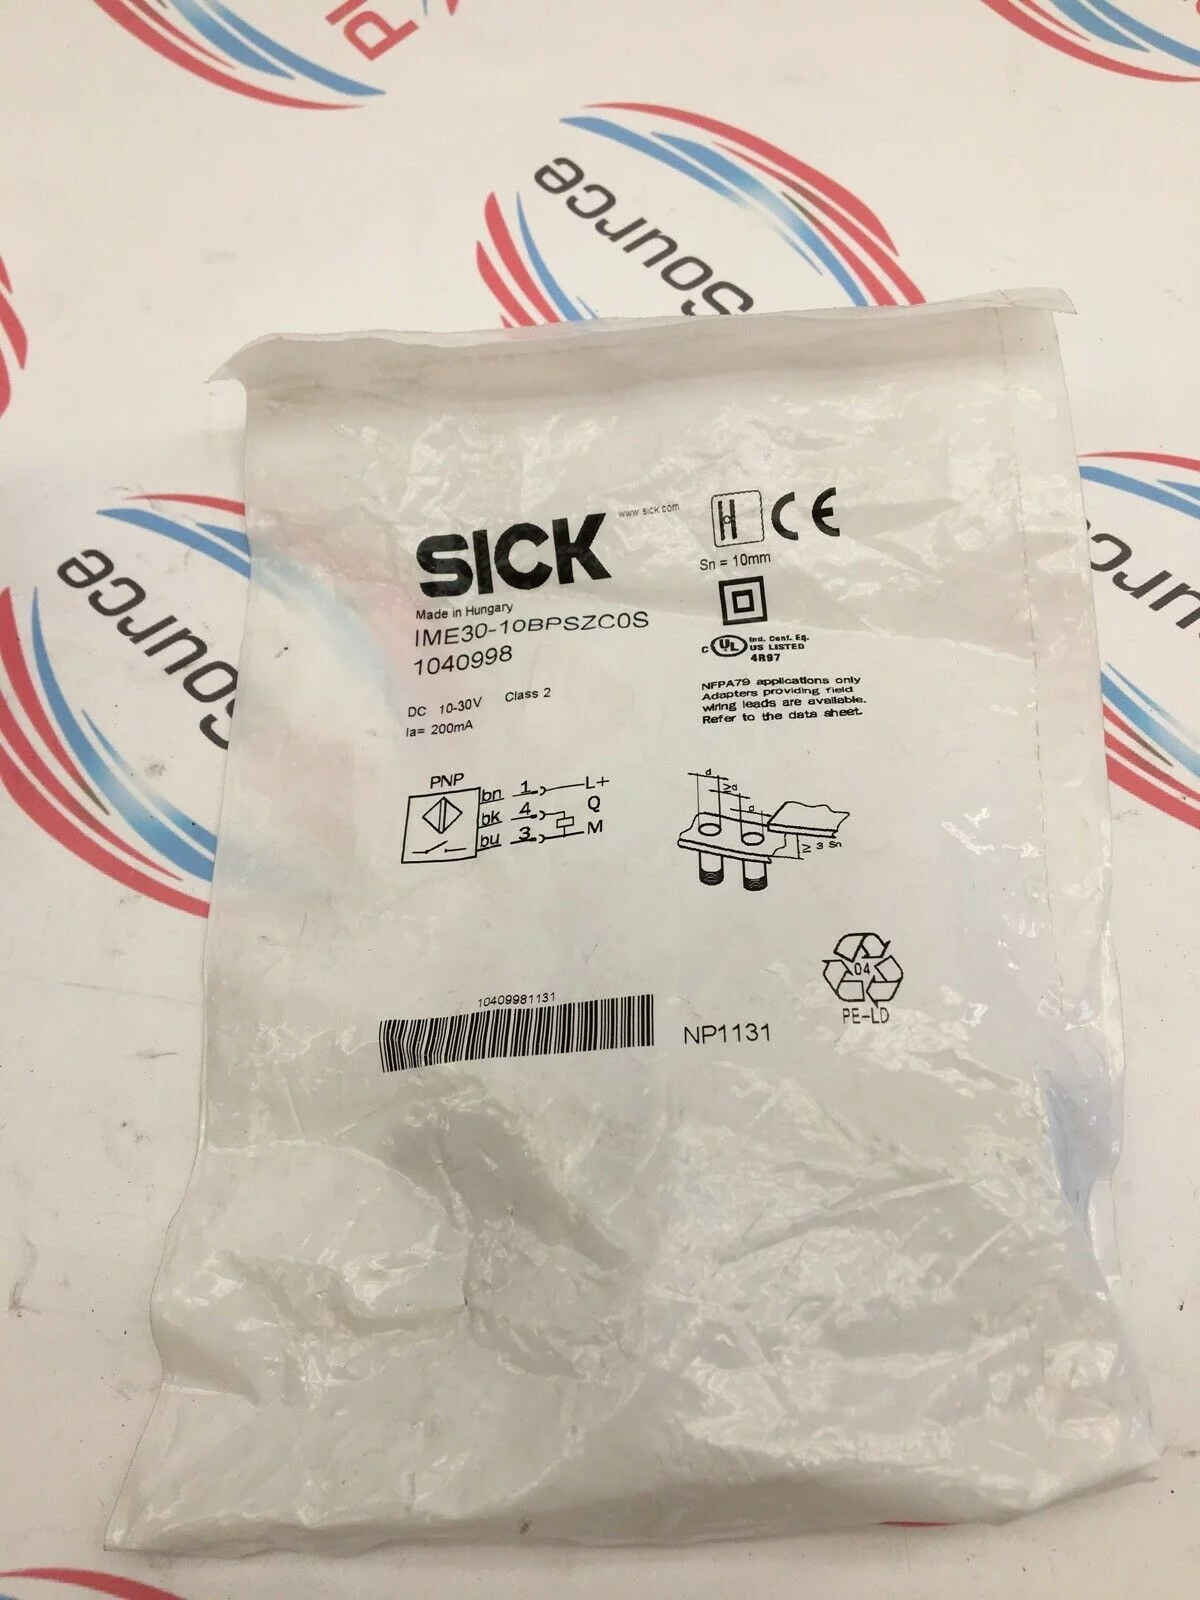 Pl
Source
Source
SICK
www.sick.com
Sn = 10mm
Made in Hungary
IME30-10BPSZC0S
1040998
DC 10-30V Class 2
Ia= 200mA
c UL US LISTED
Ind. Cont. Eq.
4R97
NFPA79 applications only
Adapters providing field
wiring leads are available.
Refer to the data sheet.
PNP
bn 1 L+
bk 4 Q
bu 3 M
d
≥d
d
≥ 3 Sn
04
PE-LD
10409981131
NP1131